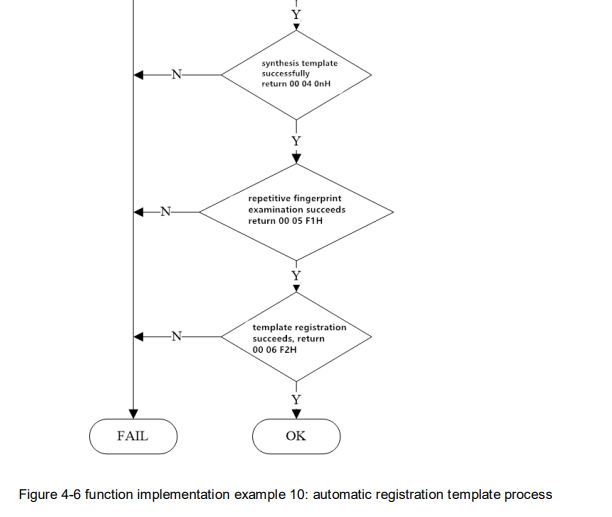 Y
synthesis template
successfully
return 00 04 0nH
N
Y
repetitive fingerprint
examination succeeds
return 00 05 F1H
N
Y
template registration
succeeds, return
00 06 F2H
N
Y
FAIL
OK
Figure 4-6 function implementation example 10: automatic registration template process